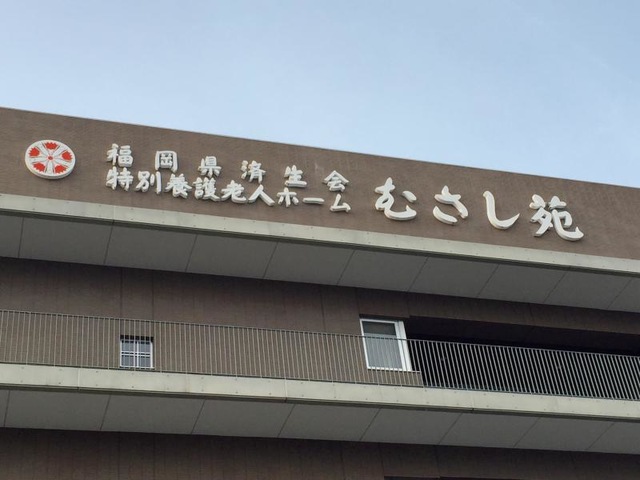 福岡県済生会
特別養護老人ホーム
むさし苑